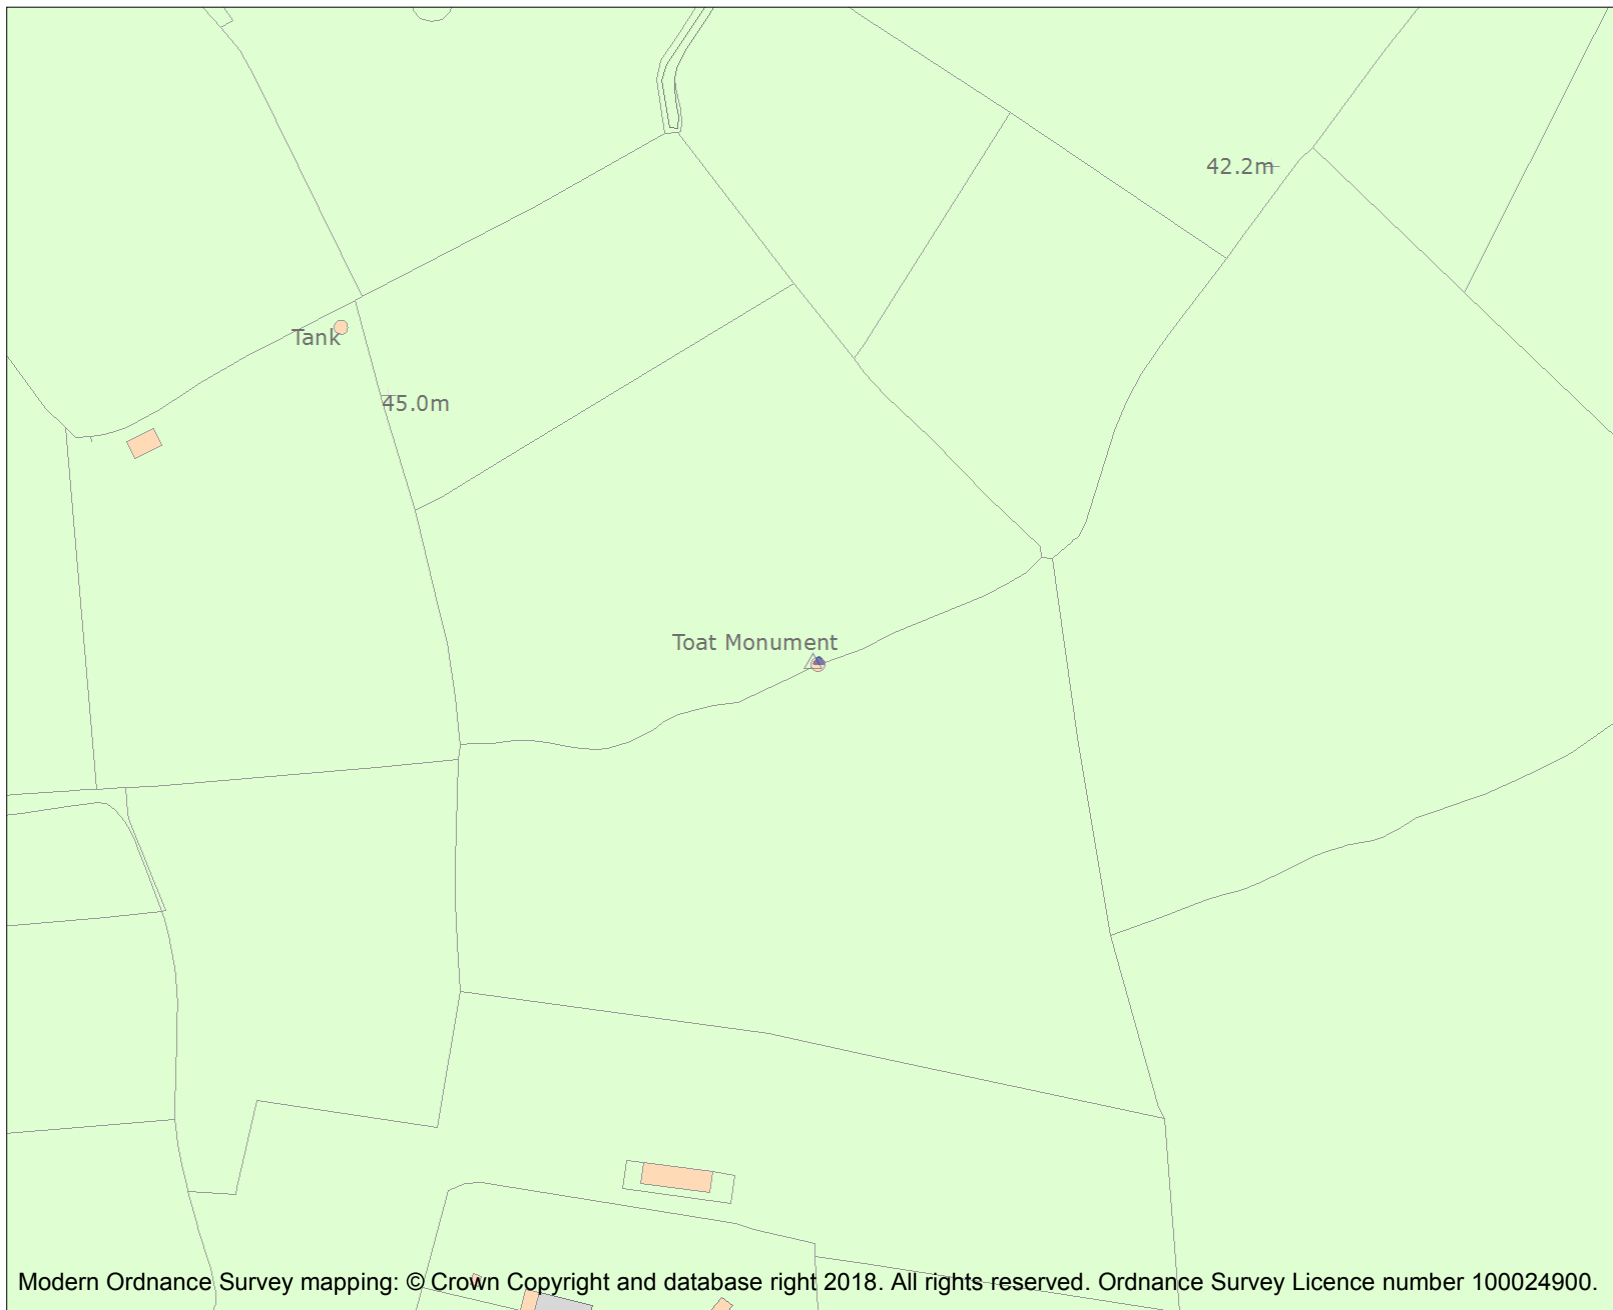 42.2m
Tank
45.0m
Toat Monument
Modern Ordnance Survey mapping: © Crown Copyright and database right 2018. All rights reserved. Ordnance Survey Licence number 100024900.